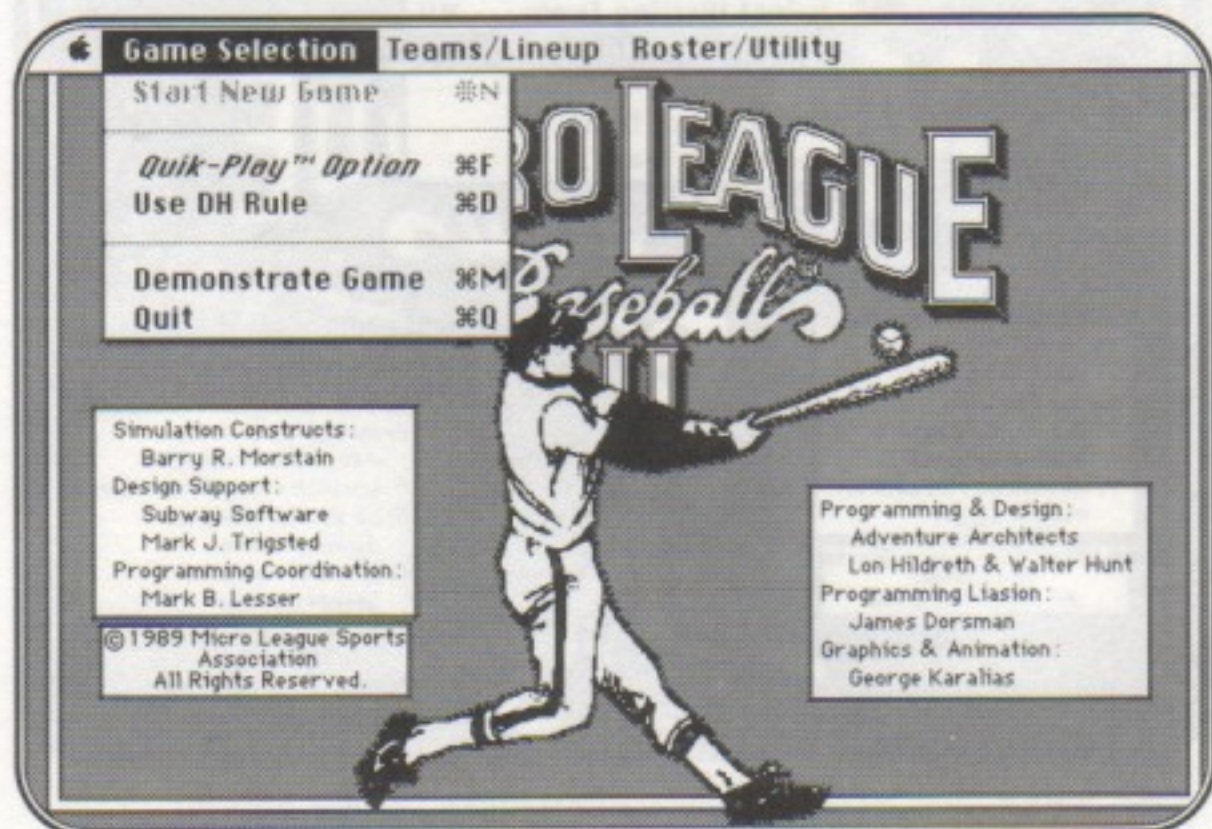 Game Selection Teams/Lineup Roster/Utility
Start New Game ⌘N
Quik-Play™ Option ⌘F
Use DH Rule ⌘D
Demonstrate Game ⌘M
Quit ⌘Q
RO LEAGUE
Baseball
II
Simulation Constructs:
Barry R. Morstain
Design Support:
Subway Software
Mark J. Trigsted
Programming Coordination:
Mark B. Lesser
© 1989 Micro League Sports
Association
All Rights Reserved.
Programming & Design:
Adventure Architects
Lon Hildreth & Walter Hunt
Programming Liasion:
James Dorsman
Graphics & Animation:
George Karalias